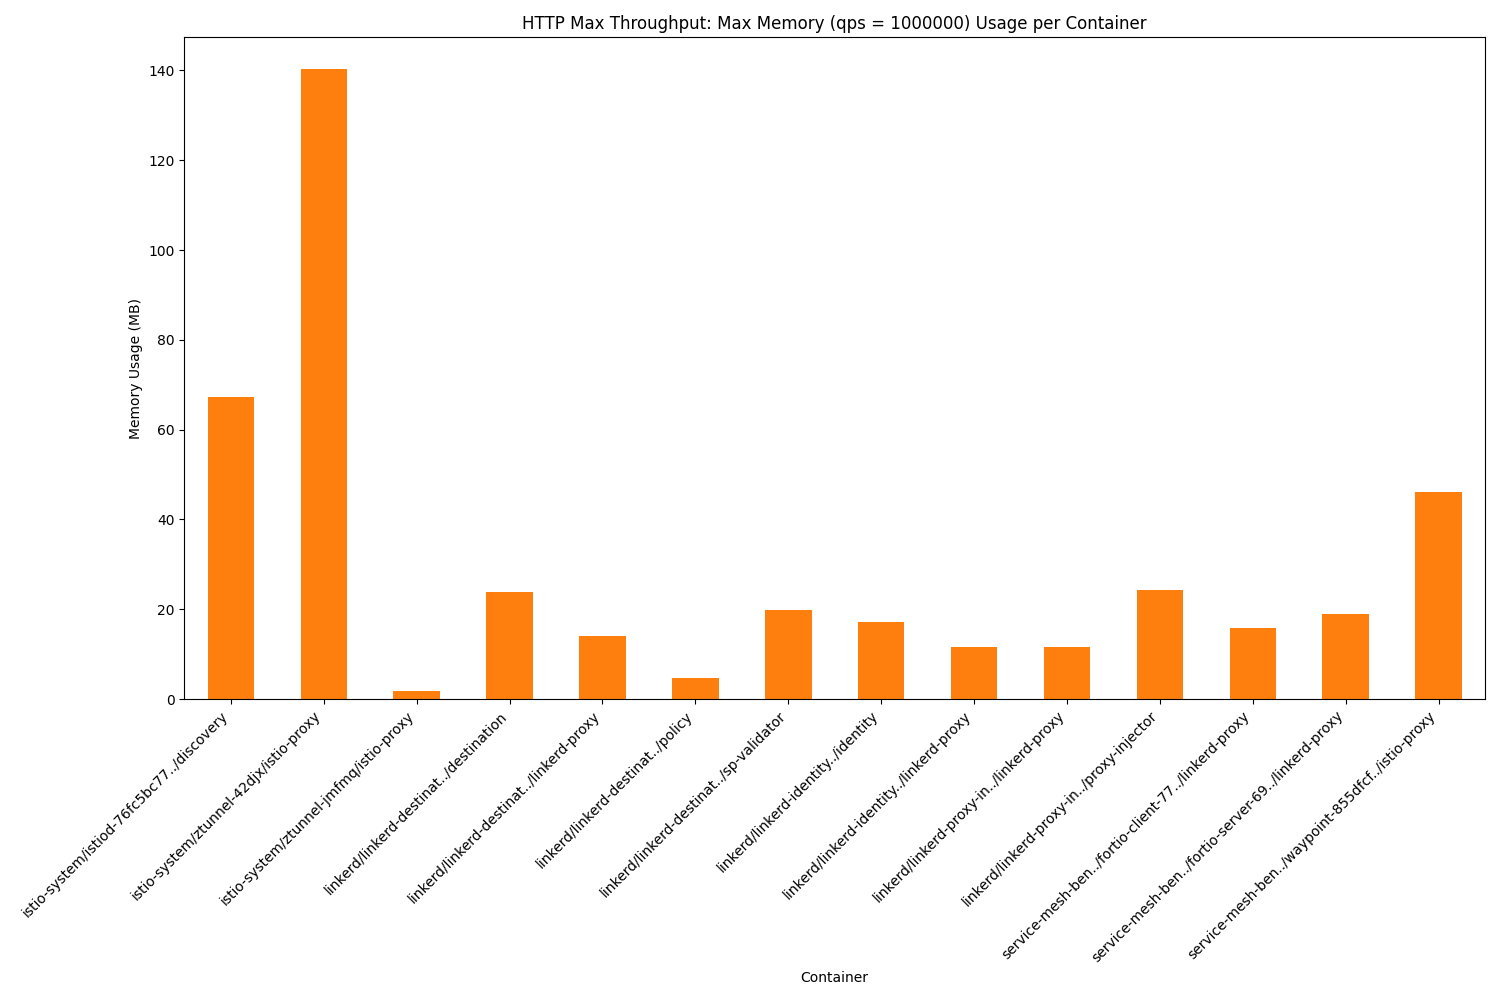 HTTP Max Throughput: Max Memory (qps = 1000000) Usage per Container
Memory Usage (MB)
140
120
100
80
60
40
20
0
istio-system/istiod-76fc5bc77../discovery
istio-system/ztunnel-42djx/istio-proxy
istio-system/ztunnel-jmfmq/istio-proxy
linkerd/linkerd-destinat../destination
linkerd/linkerd-destinat../linkerd-proxy
linkerd/linkerd-destinat../policy
linkerd/linkerd-destinat../sp-validator
linkerd/linkerd-identity../identity
linkerd/linkerd-identity../linkerd-proxy
linkerd/linkerd-proxy-in../linkerd-proxy
linkerd/linkerd-proxy-in../proxy-injector
service-mesh-ben../fortio-client-77../linkerd-proxy
service-mesh-ben../fortio-server-69../linkerd-proxy
service-mesh-ben../waypoint-855dfcf../istio-proxy
Container